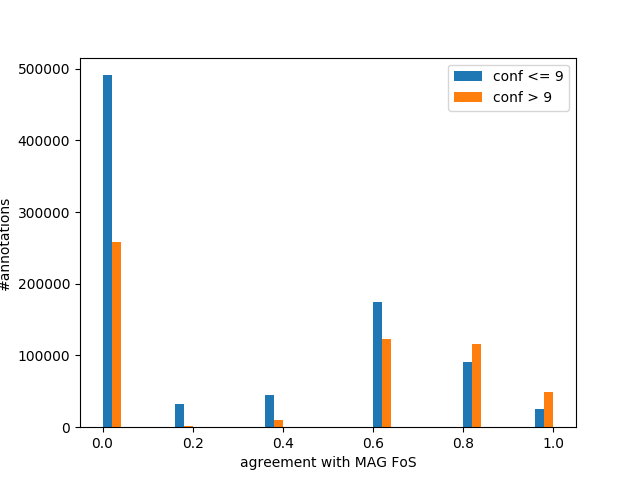 conf <= 9
conf > 9
500000
400000
300000
200000
100000
0
#annotations
0.0 0.2 0.4 0.6 0.8 1.0
agreement with MAG FoS